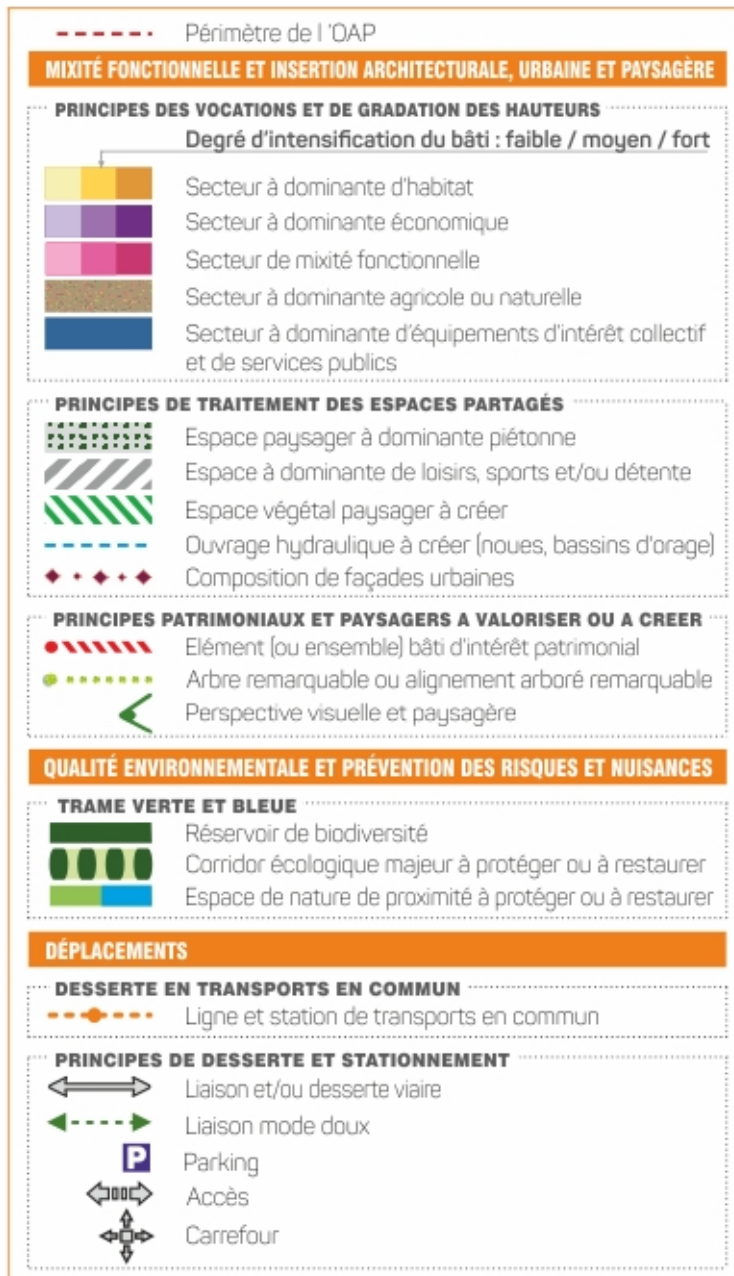 Périmètre de l 'OAP
MIXITÉ FONCTIONNELLE ET INSERTION ARCHITECTURALE, URBAINE ET PAYSAGÈRE
PRINCIPES DES VOCATIONS ET DE GRADATION DES HAUTEURS
Degré d'intensification du bâti : faible / moyen / fort
Secteur à dominante d'habitat
Secteur à dominante économique
Secteur de mixité fonctionnelle
Secteur à dominante agricole ou naturelle
Secteur à dominante d'équipements d'intérêt collectif
et de services publics
PRINCIPES DE TRAITEMENT DES ESPACES PARTAGÉS
Espace paysager à dominante piétonne
Espace à dominante de loisirs, sports et/ou détente
Espace végétal paysager à créer
Ouvrage hydraulique à créer (noues, bassins d'orage)
Composition de façades urbaines
PRINCIPES PATRIMONIAUX ET PAYSAGERS A VALORISER OU A CREER
Elément (ou ensemble) bâti d'intérêt patrimonial
Arbre remarquable ou alignement arboré remarquable
Perspective visuelle et paysagère
QUALITÉ ENVIRONNEMENTALE ET PRÉVENTION DES RISQUES ET NUISANCES
TRAME VERTE ET BLEUE
Réservoir de biodiversité
Corridor écologique majeur à protéger ou à restaurer
Espace de nature de proximité à protéger ou à restaurer
DÉPLACEMENTS
DESSERTE EN TRANSPORTS EN COMMUN
Ligne et station de transports en commun
PRINCIPES DE DESSERTE ET STATIONNEMENT
Liaison et/ou desserte viaire
Liaison mode doux
P Parking
Accès
Carrefour